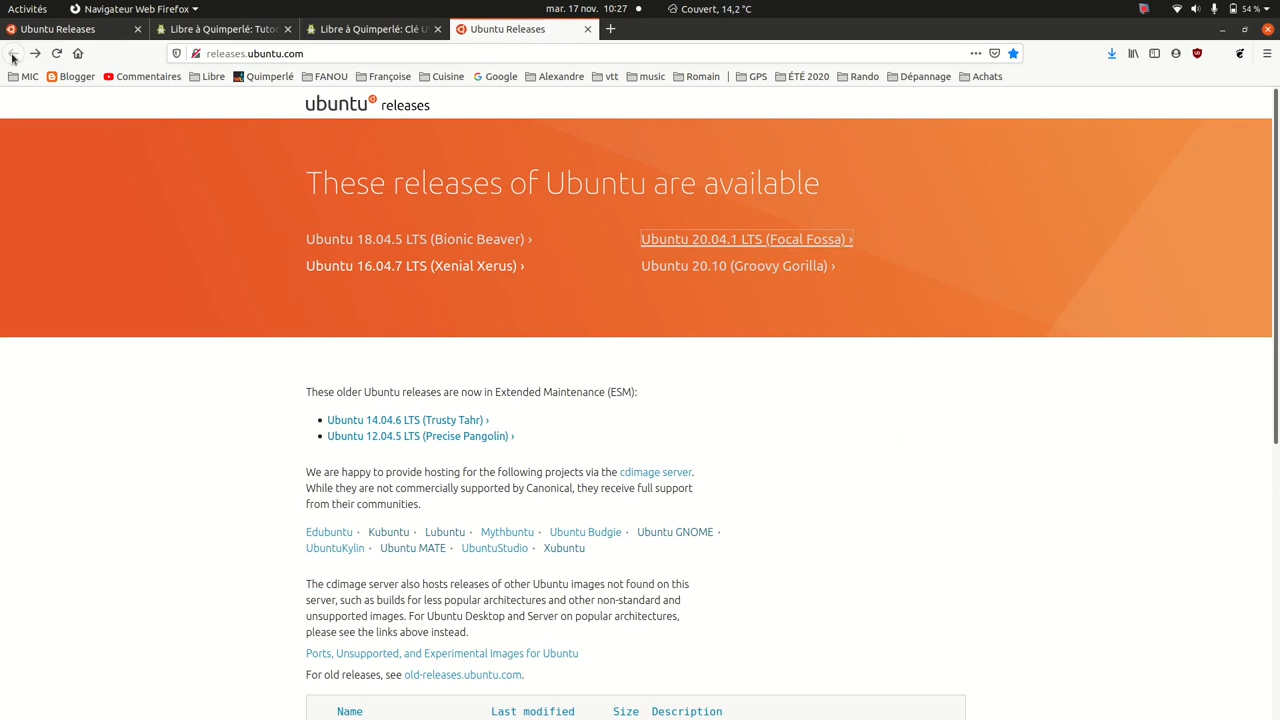 Activités Navigateur Web Firefox mar. 17 nov. 10:27 Couvert, 14,2 °C 54 %
Ubuntu Releases Libre à Quimperlé: Tutor Libre à Quimperlé: Clé U Ubuntu Releases
releases.ubuntu.com
MIC Blogger Commentaires Libre Quimperlé FANOU Françoise Cuisine Google Alexandre vtt music Romain GPS ÉTÉ 2020 Rando Dépannage Achats
ubuntu releases
These releases of Ubuntu are available
Ubuntu 18.04.5 LTS (Bionic Beaver) › Ubuntu 20.04.1 LTS (Focal Fossa) ›
Ubuntu 16.04.7 LTS (Xenial Xerus) › Ubuntu 20.10 (Groovy Gorilla) ›
These older Ubuntu releases are now in Extended Maintenance (ESM):
• Ubuntu 14.04.6 LTS (Trusty Tahr) ›
• Ubuntu 12.04.5 LTS (Precise Pangolin) ›
We are happy to provide hosting for the following projects via the cdimage server.
While they are not commercially supported by Canonical, they receive full support
from their communities.
Edubuntu · Kubuntu · Lubuntu · Mythbuntu · Ubuntu Budgie · Ubuntu GNOME ·
UbuntuKylin · Ubuntu MATE · UbuntuStudio · Xubuntu
The cdimage server also hosts releases of other Ubuntu images not found on this
server, such as builds for less popular architectures and other non-standard and
unsupported images. For Ubuntu Desktop and Server on popular architectures,
please see the links above instead.
Ports, Unsupported, and Experimental Images for Ubuntu
For old releases, see old-releases.ubuntu.com.
Name Last modified Size Description